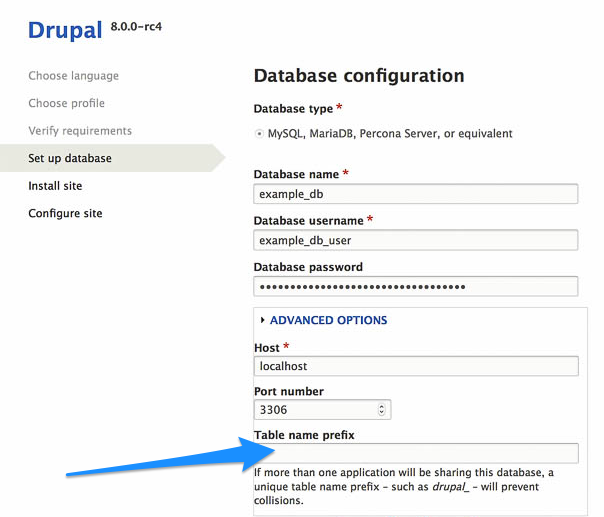 Drupal 8.0.0-rc4
Choose language
Choose profile
Verify requirements
Set up database
Install site
Configure site
Database configuration
Database type *
MySQL, MariaDB, Percona Server, or equivalent
Database name *
example_db
Database username *
example_db_user
Database password
••••••••••••••••••••••••••••••••
ADVANCED OPTIONS
Host *
localhost
Port number
3306
Table name prefix
If more than one application will be sharing this database, a
unique table name prefix – such as drupal_ – will prevent
collisions.